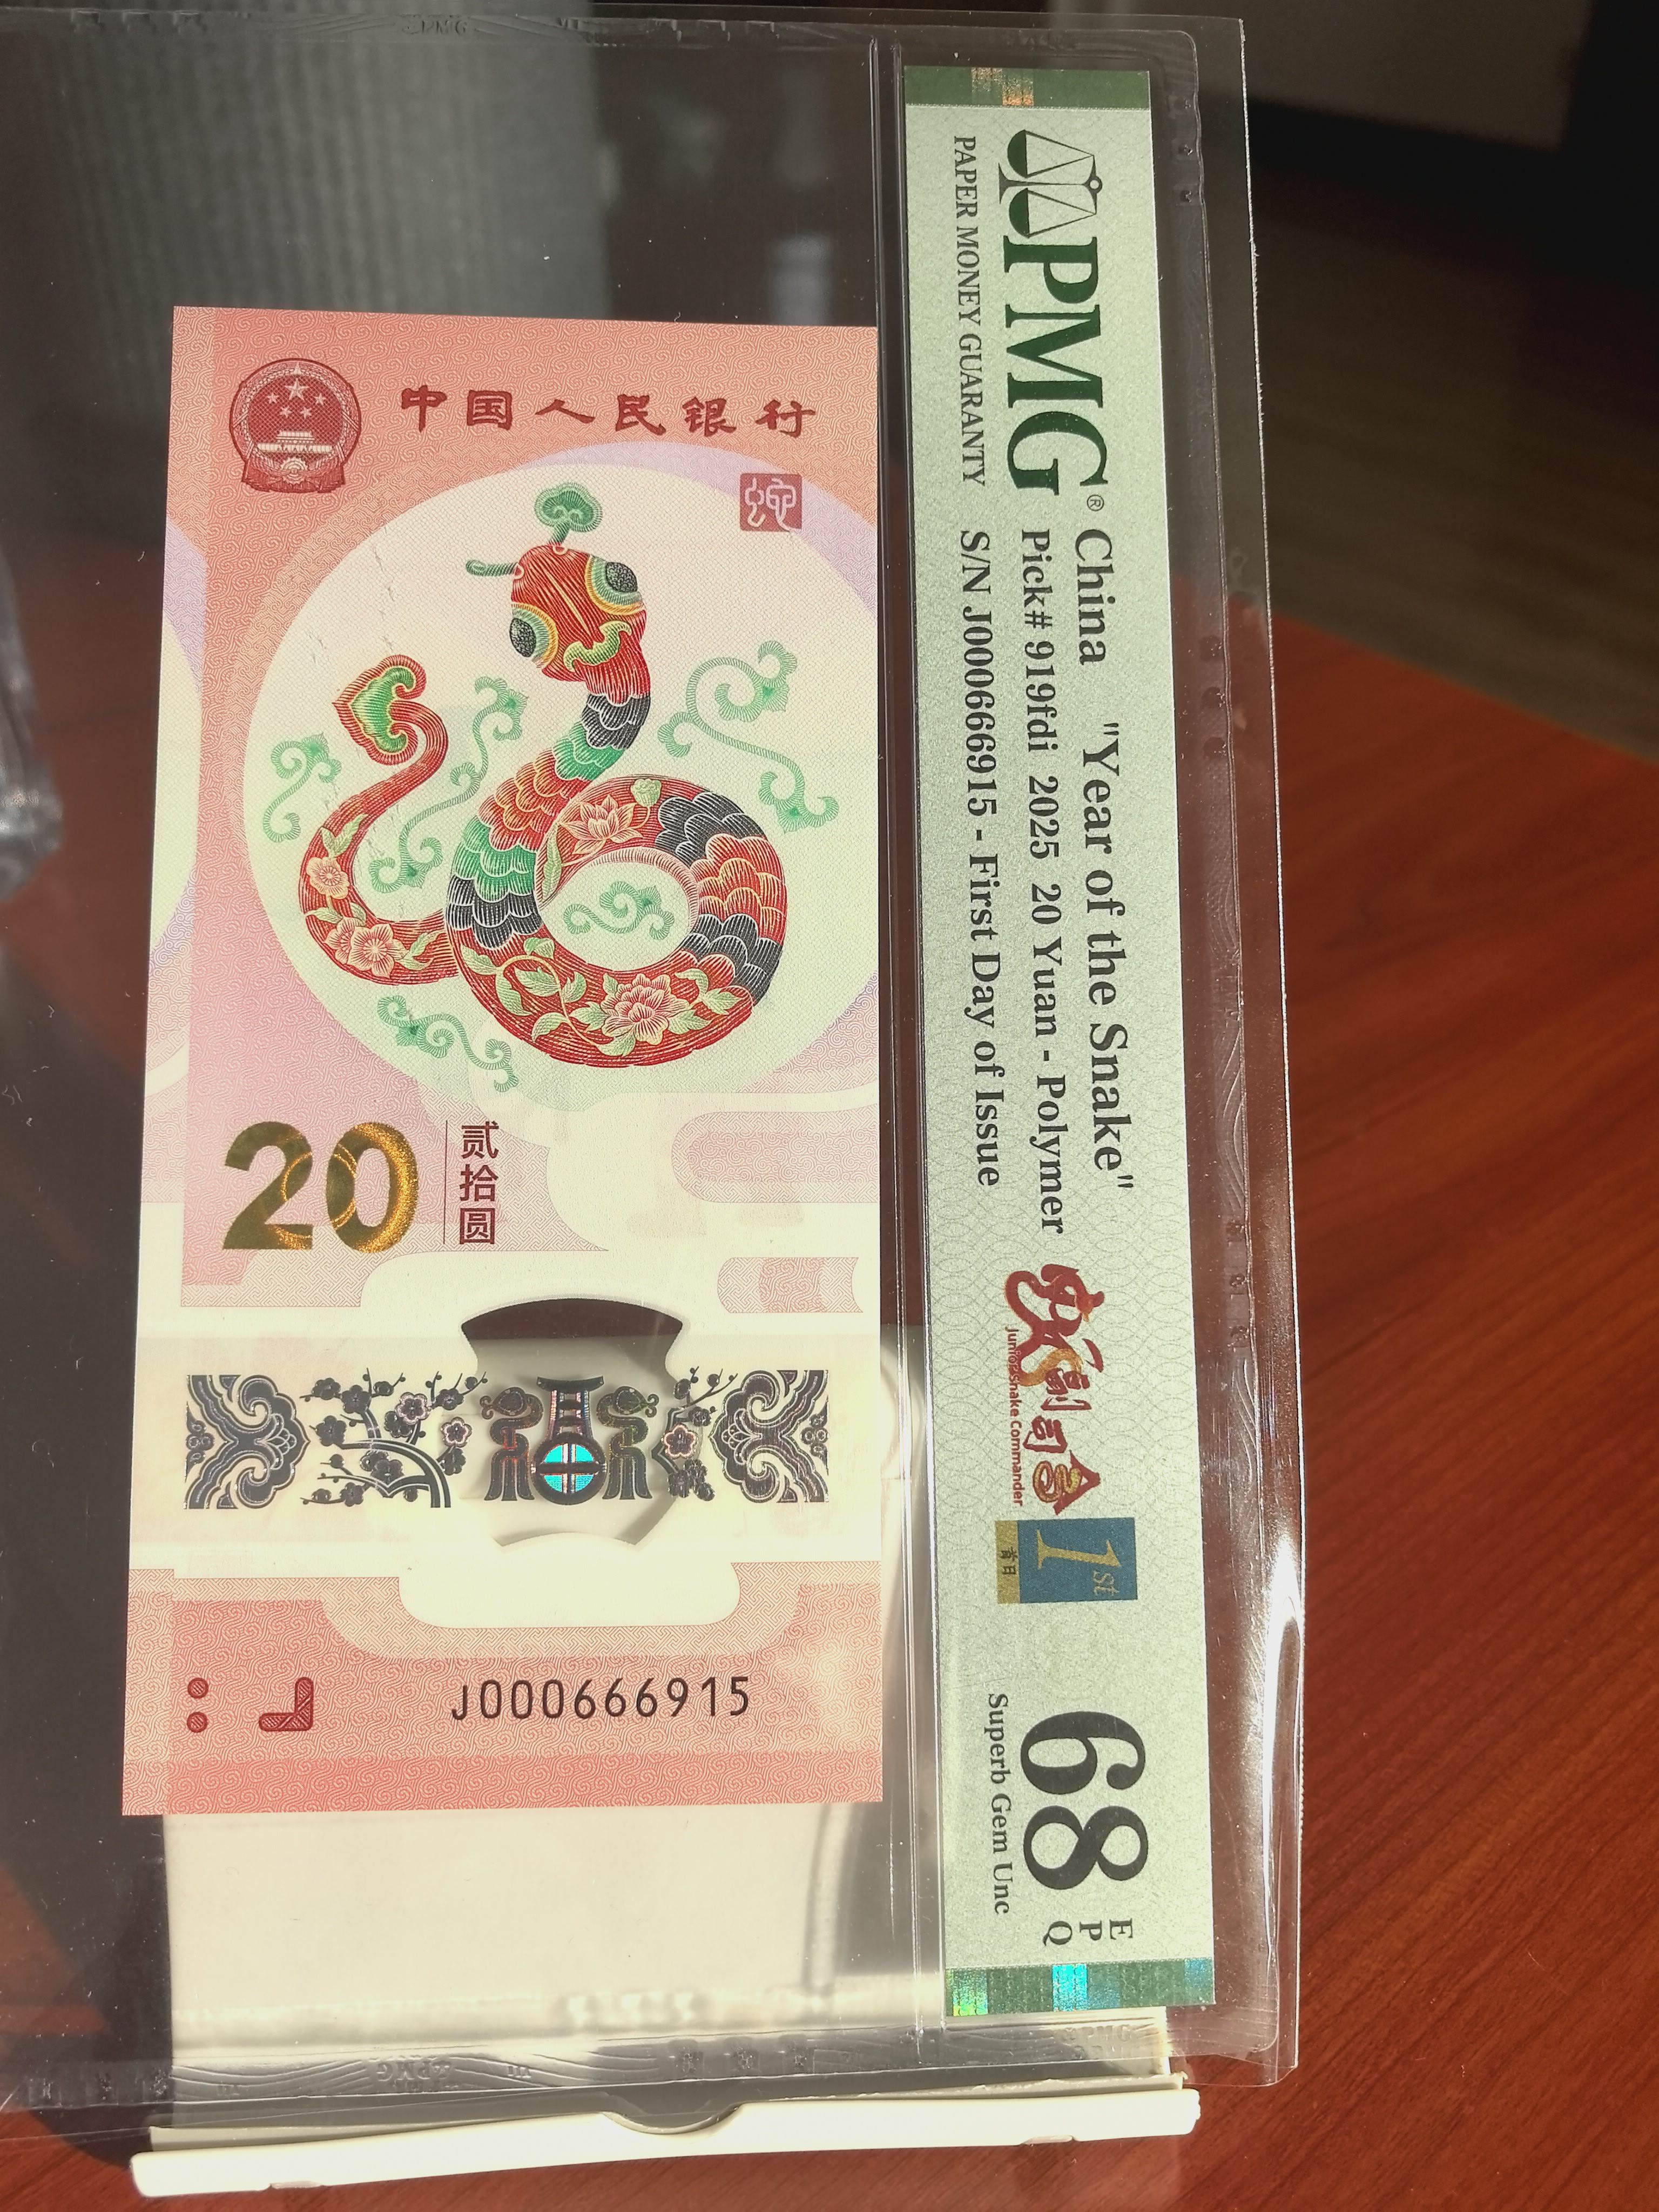 中国人民银行
蛇
20
贰拾圆
J000666915
PMG®
PAPER MONEY GUARANTY
China "Year of the Snake"
Pick# 919fdi 2025 20 Yuan - Polymer
S/N J000666915 - First Day of Issue
Junior Snake Commander
1st
首日
68
EPQ
Superb Gem Unc